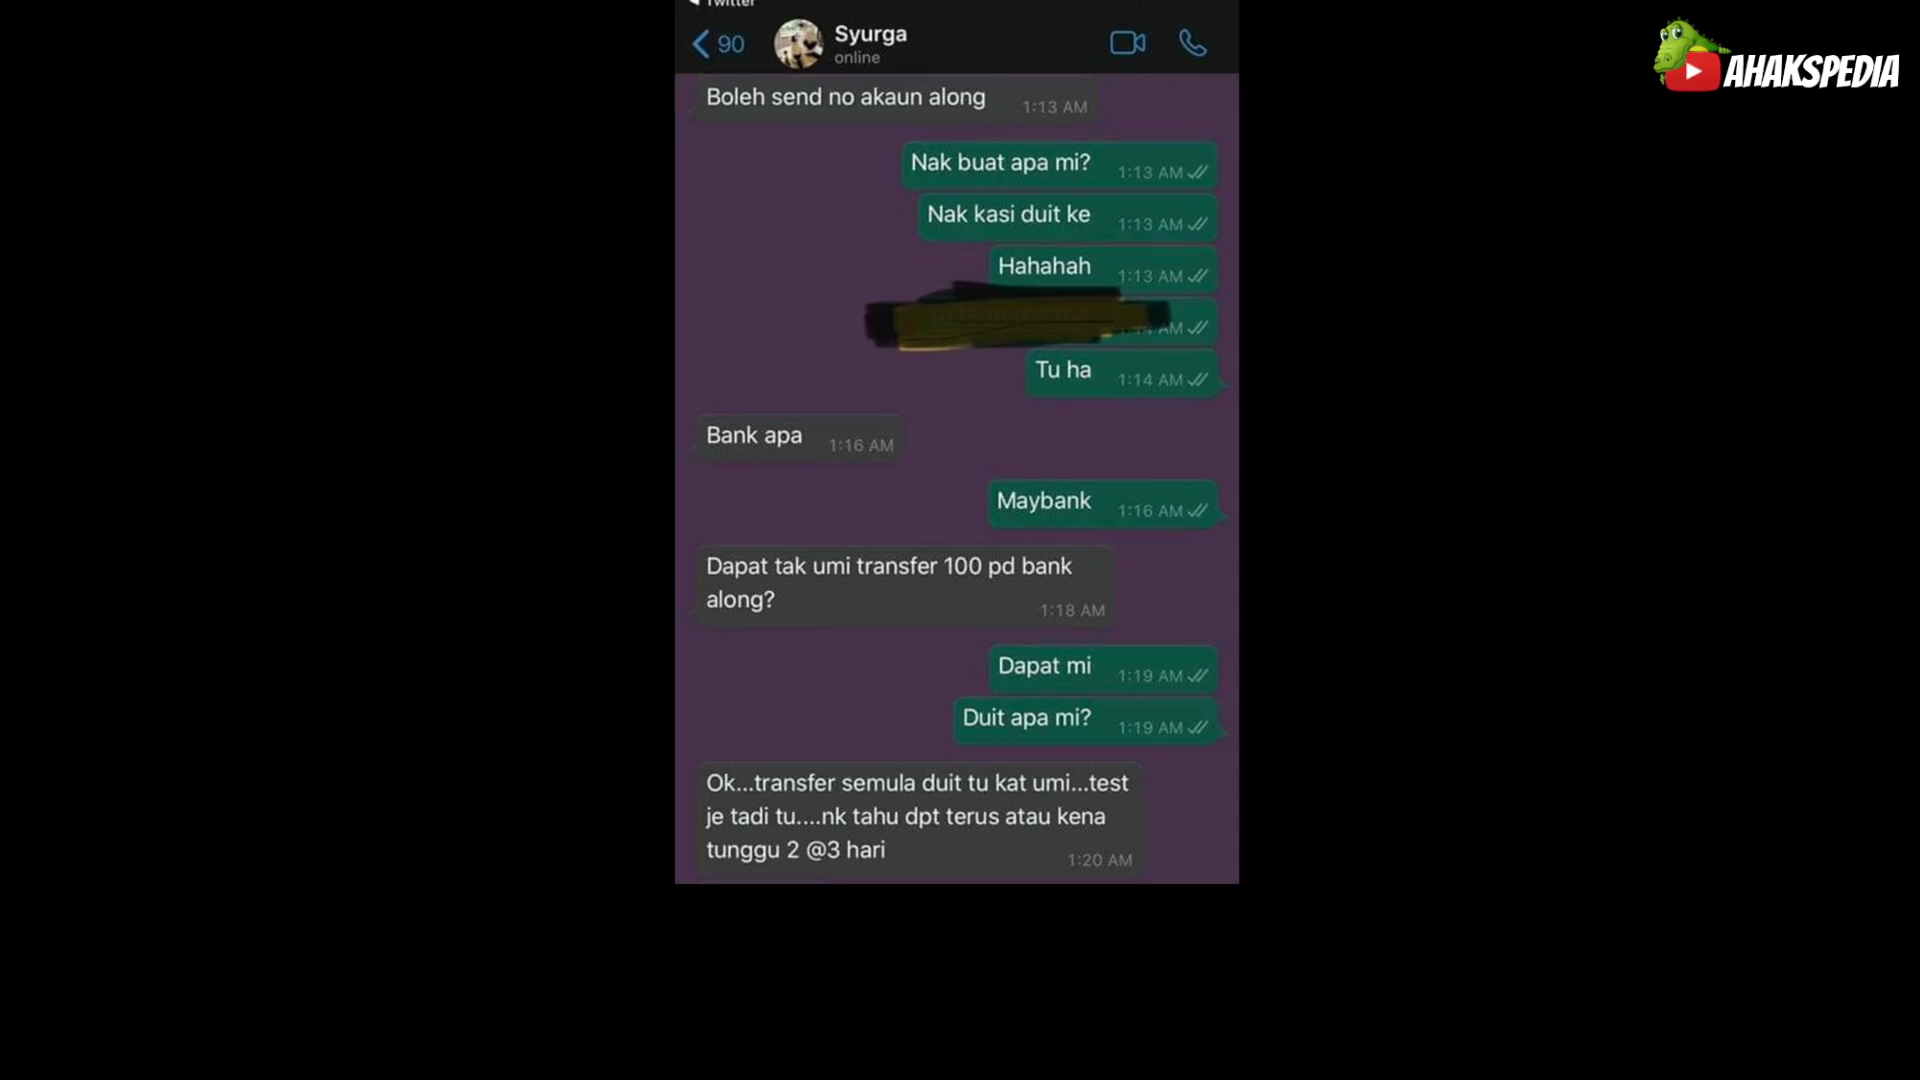 Twitter
90
Syurga
online
AHAKSPEDIA
Boleh send no akaun along
1:13 AM
Nak buat apa mi?
1:13 AM
Nak kasi duit ke
1:13 AM
Hahahah
1:13 AM
AM
Tu ha
1:14 AM
Bank apa
1:16 AM
Maybank
1:16 AM
Dapat tak umi transfer 100 pd bank
along?
1:18 AM
Dapat mi
1:19 AM
Duit apa mi?
1:19 AM
Ok...transfer semula duit tu kat umi...test
je tadi tu....nk tahu dpt terus atau kena
tunggu 2 @3 hari
1:20 AM